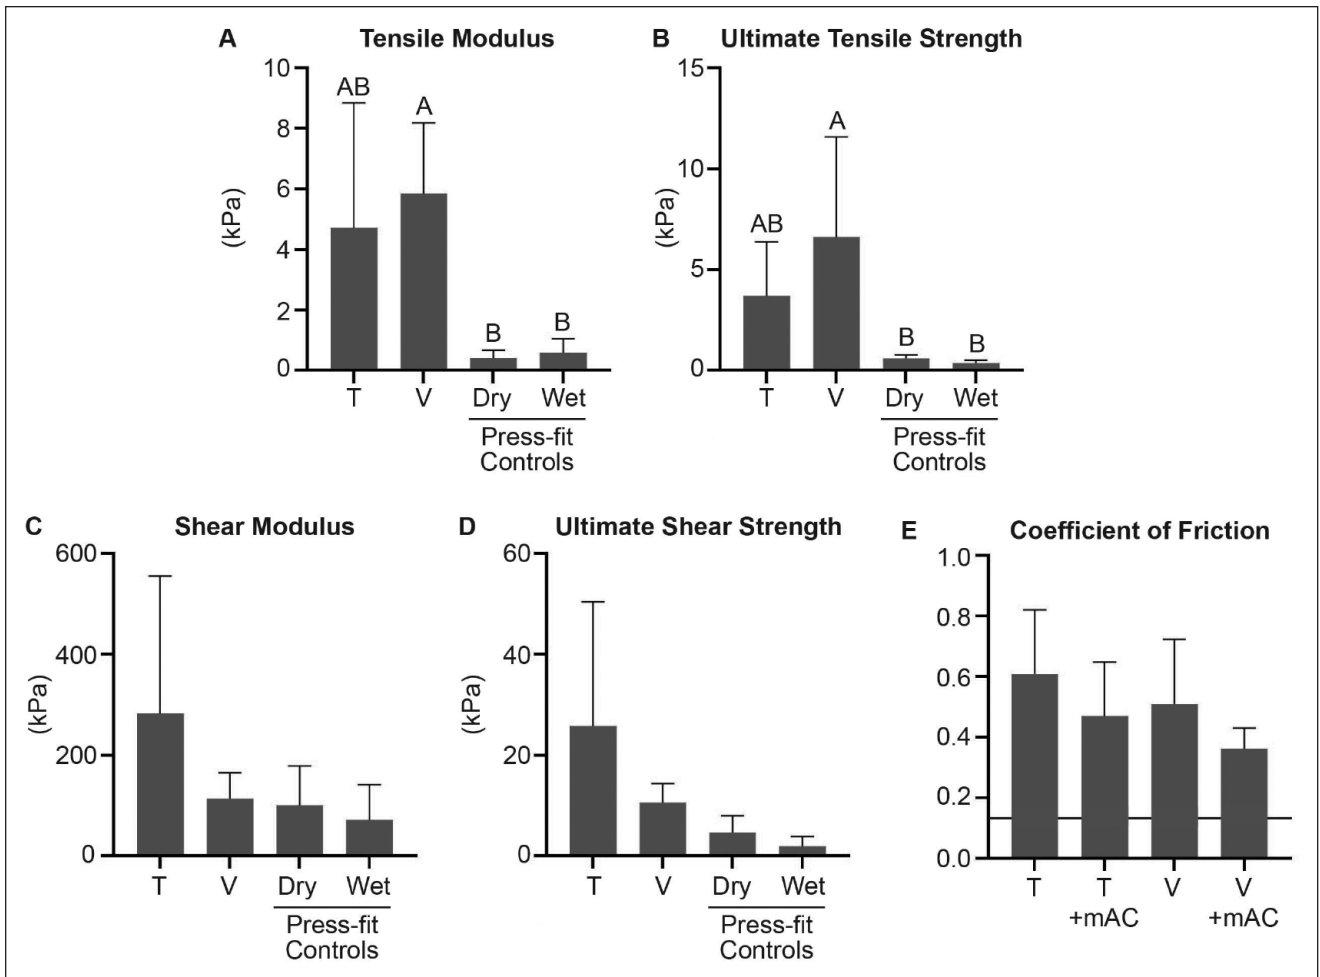 A Tensile Modulus
10
8
6
4
2
0
(kPa)
AB
A
B
B
T V Dry Wet
Press-fit
Controls
B Ultimate Tensile Strength
15
10
5
0
(kPa)
AB
A
B
B
T V Dry Wet
Press-fit
Controls
C Shear Modulus
600
400
200
0
(kPa)
T V Dry Wet
Press-fit
Controls
D Ultimate Shear Strength
60
40
20
0
(kPa)
T V Dry Wet
Press-fit
Controls
E Coefficient of Friction
1.0
0.8
0.6
0.4
0.2
0.0
T T V V
+mAC +mAC